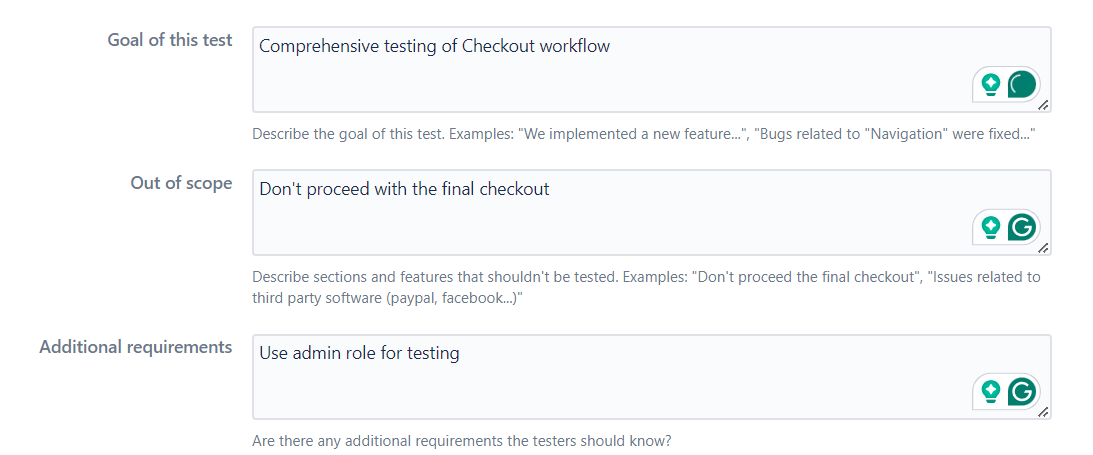 Goal of this test
Comprehensive testing of Checkout workflow
Describe the goal of this test. Examples: "We implemented a new feature...", "Bugs related to "Navigation" were fixed..."
Out of scope
Don't proceed with the final checkout
Describe sections and features that shouldn't be tested. Examples: "Don't proceed the final checkout", "Issues related to
third party software (paypal, facebook...)"
Additional requirements
Use admin role for testing
Are there any additional requirements the testers should know?